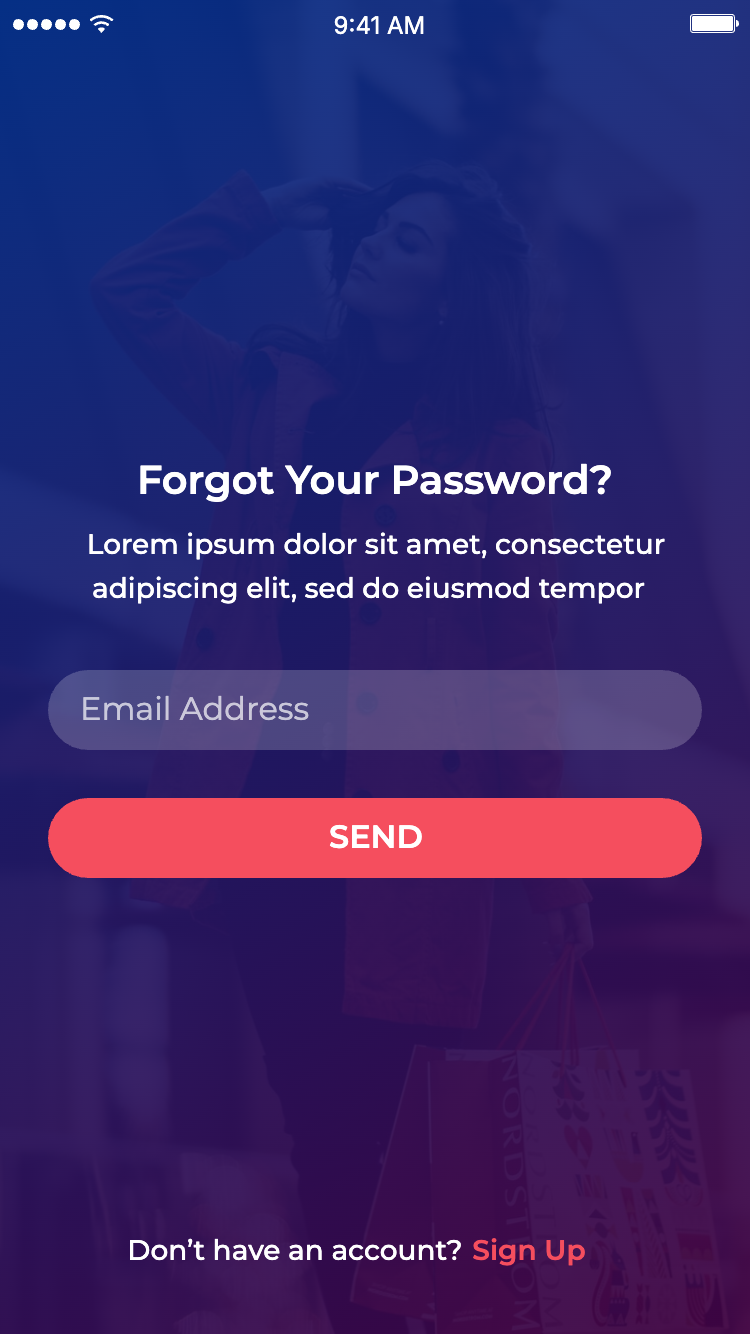 9:41 AM
Forgot Your Password?
Lorem ipsum dolor sit amet, consectetur
adipiscing elit, sed do eiusmod tempor
Email Address
SEND
NORDSTROM
Don’t have an account? Sign Up